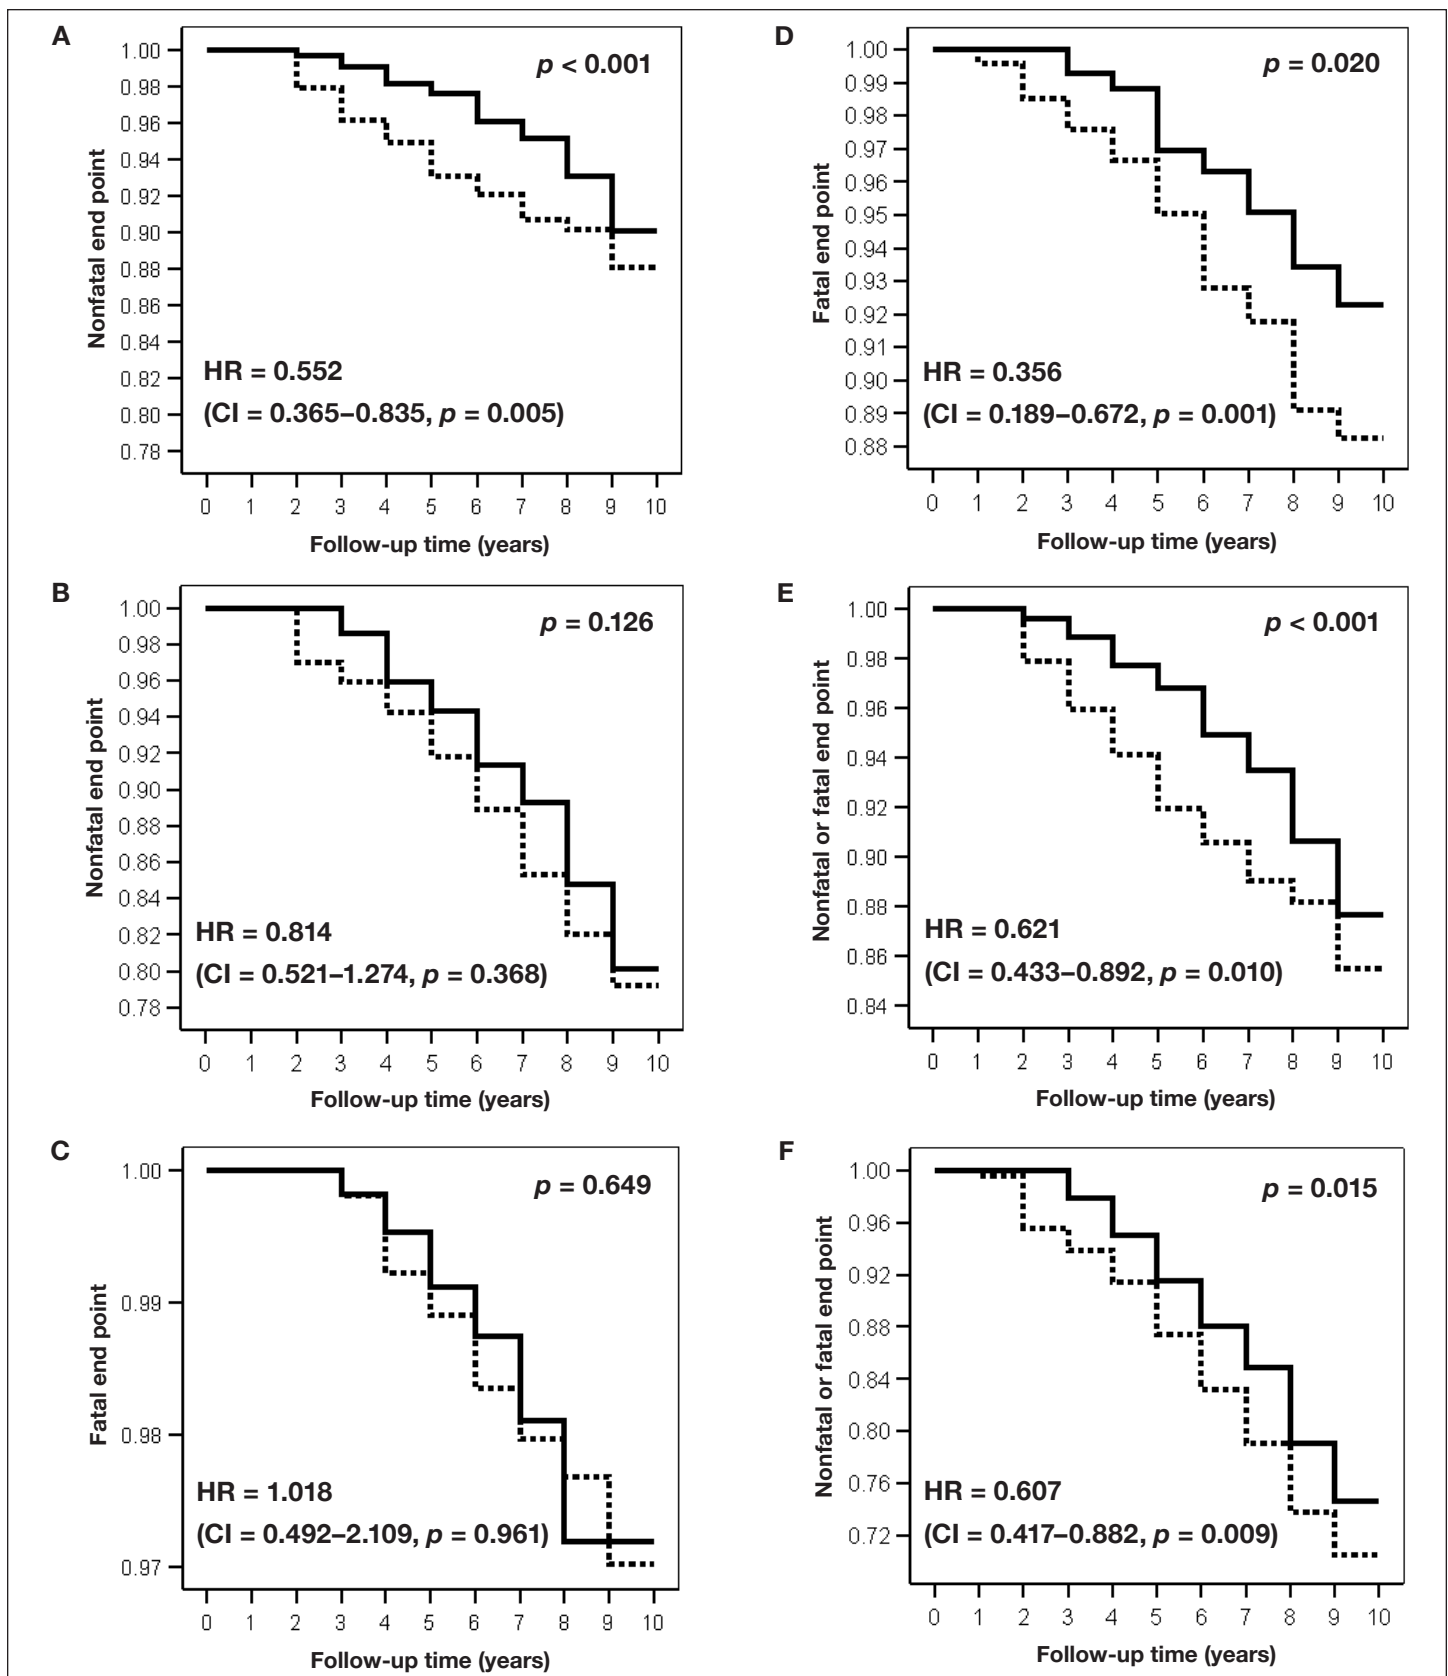 A
Nonfatal end point
1.00
0.98
0.96
0.94
0.92
0.90
0.88
0.86
0.84
0.82
0.80
0.78
p < 0.001
HR = 0.552
(CI = 0.365–0.835, p = 0.005)
0 1 2 3 4 5 6 7 8 9 10
Follow-up time (years)
B
Nonfatal end point
1.00
0.98
0.96
0.94
0.92
0.90
0.88
0.86
0.84
0.82
0.80
0.78
p = 0.126
HR = 0.814
(CI = 0.521–1.274, p = 0.368)
0 1 2 3 4 5 6 7 8 9 10
Follow-up time (years)
C
Fatal end point
1.00
0.99
0.98
0.97
p = 0.649
HR = 1.018
(CI = 0.492–2.109, p = 0.961)
0 1 2 3 4 5 6 7 8 9 10
Follow-up time (years)
D
Fatal end point
1.00
0.99
0.98
0.97
0.96
0.95
0.94
0.93
0.92
0.91
0.90
0.89
0.88
p = 0.020
HR = 0.356
(CI = 0.189–0.672, p = 0.001)
0 1 2 3 4 5 6 7 8 9 10
Follow-up time (years)
E
Nonfatal or fatal end point
1.00
0.98
0.96
0.94
0.92
0.90
0.88
0.86
0.84
p < 0.001
HR = 0.621
(CI = 0.433–0.892, p = 0.010)
0 1 2 3 4 5 6 7 8 9 10
Follow-up time (years)
F
Nonfatal or fatal end point
1.00
0.96
0.92
0.88
0.84
0.80
0.76
0.72
p = 0.015
HR = 0.607
(CI = 0.417–0.882, p = 0.009)
0 1 2 3 4 5 6 7 8 9 10
Follow-up time (years)